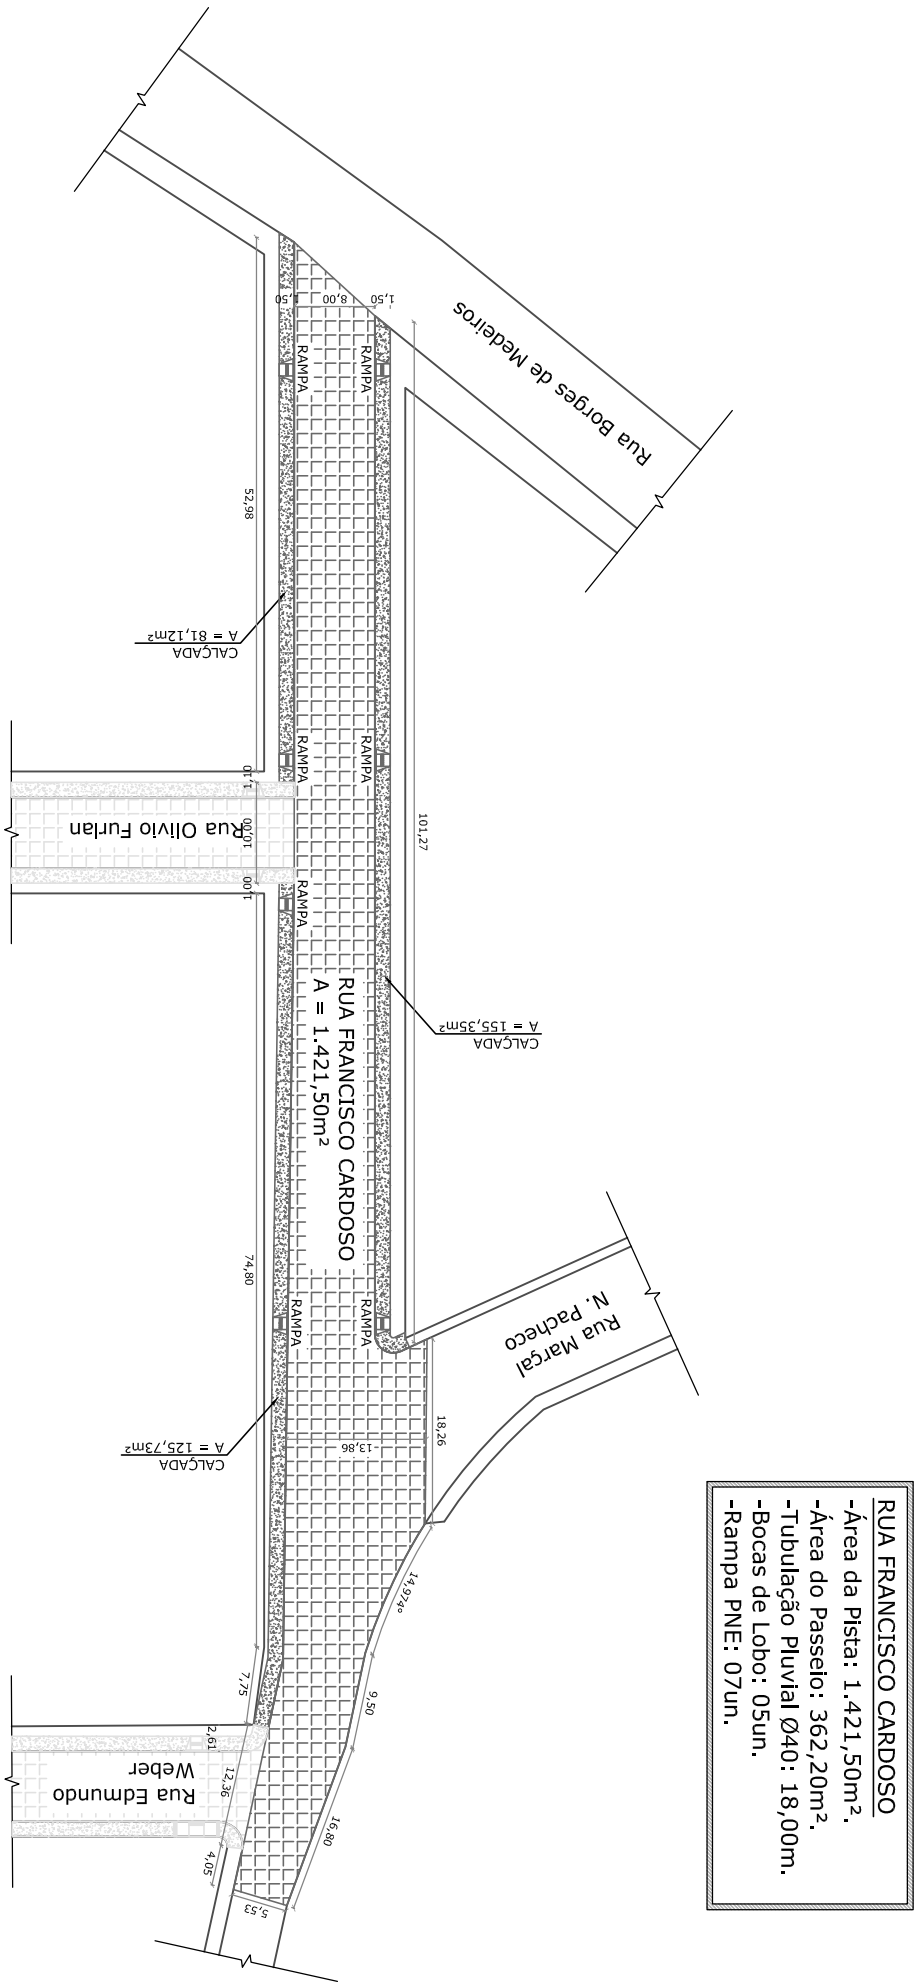 RUA FRANCISCO CARDOSO
-Área da Pista: 1.421,50m².
-Área do Passeio: 362,20m².
-Tubulação Pluvial Ø40: 18,00m.
-Bocas de Lobo: 05un.
-Rampa PNE: 07un.
Rua Borges de Medeiros
1,50
8,00
1,50
RAMPA
RAMPA
52,98
CALÇADA
A = 81,12m²
RAMPA
RAMPA
1,10
10,00
1,00
Rua Olivio Furlan
101,27
RAMPA
RUA FRANCISCO CARDOSO
A = 1.421,50m²
CALÇADA
A = 155,35m²
74,80
RAMPA
RAMPA
Rua Marçal
N. Pacheco
18,26
13,86
CALÇADA
A = 125,73m²
14,974°
7,75
9,50
2,61
12,36
Rua Edmundo
Weber
16,80
4,05
5,53